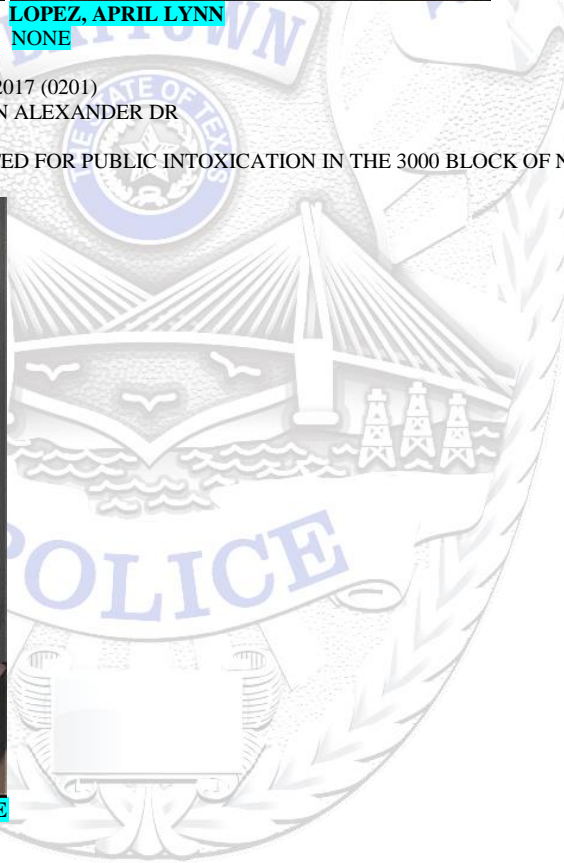 LOPEZ, APRIL LYNN
NONE
2017 (0201)
N ALEXANDER DR
TED FOR PUBLIC INTOXICATION IN THE 3000 BLOCK OF N
THE STATE OF TEXAS
POLICE
E